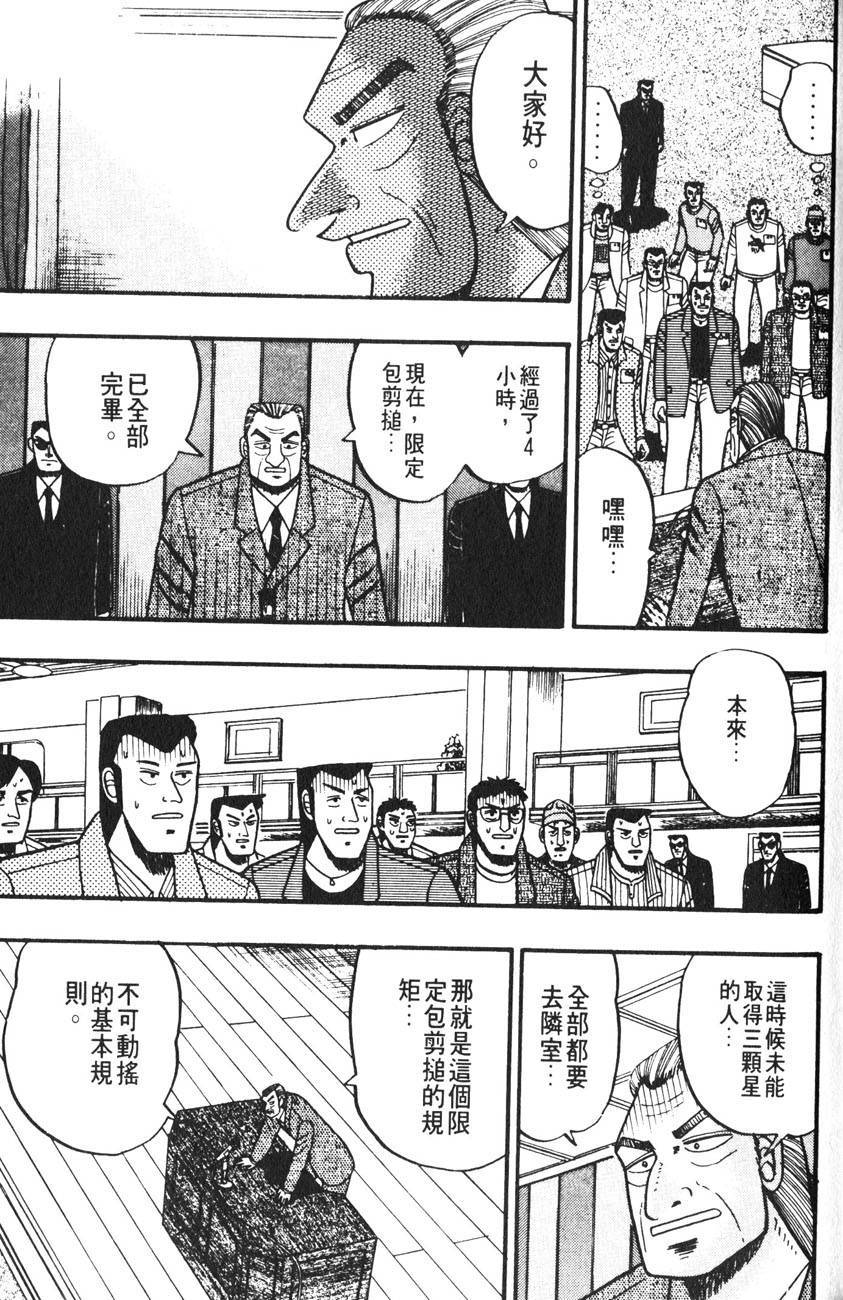 ⋯⋯
⋯⋯
嘿嘿⋯
大家好。
經過了4
小時，
現在，限定
包剪搥⋯
已全部
完畢。
本來⋯
這時候未能
取得三顆星
的人⋯
全部都要
去隣室⋯
那就是這個限
定包剪搥的規
矩⋯
不可動搖
的基本規
則。